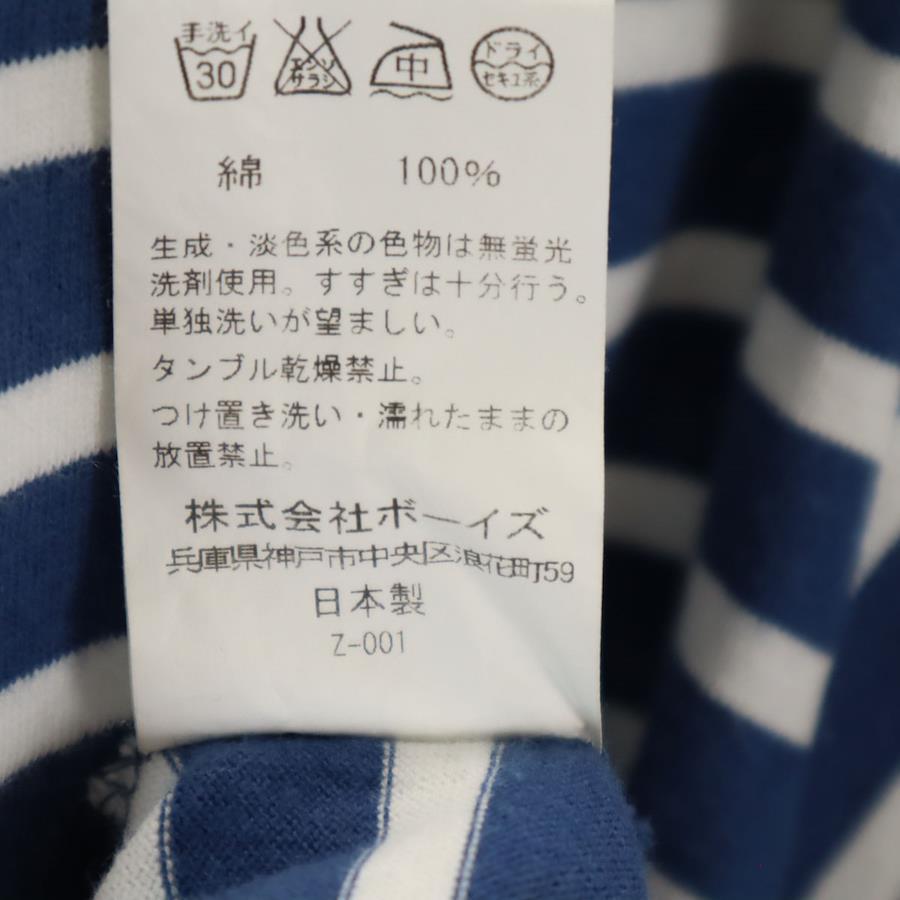 手洗イ
30
エンソ
サラシ
中
ドライ
セキユ系
綿 100%
生成・淡色系の色物は無蛍光
洗剤使用。すすぎは十分行う。
単独洗いが望ましい。
タンブル乾燥禁止。
つけ置き洗い・濡れたままの
放置禁止。
株式会社ボーイズ
兵庫県神戸市中央区浪花町59
日本製
Z-001